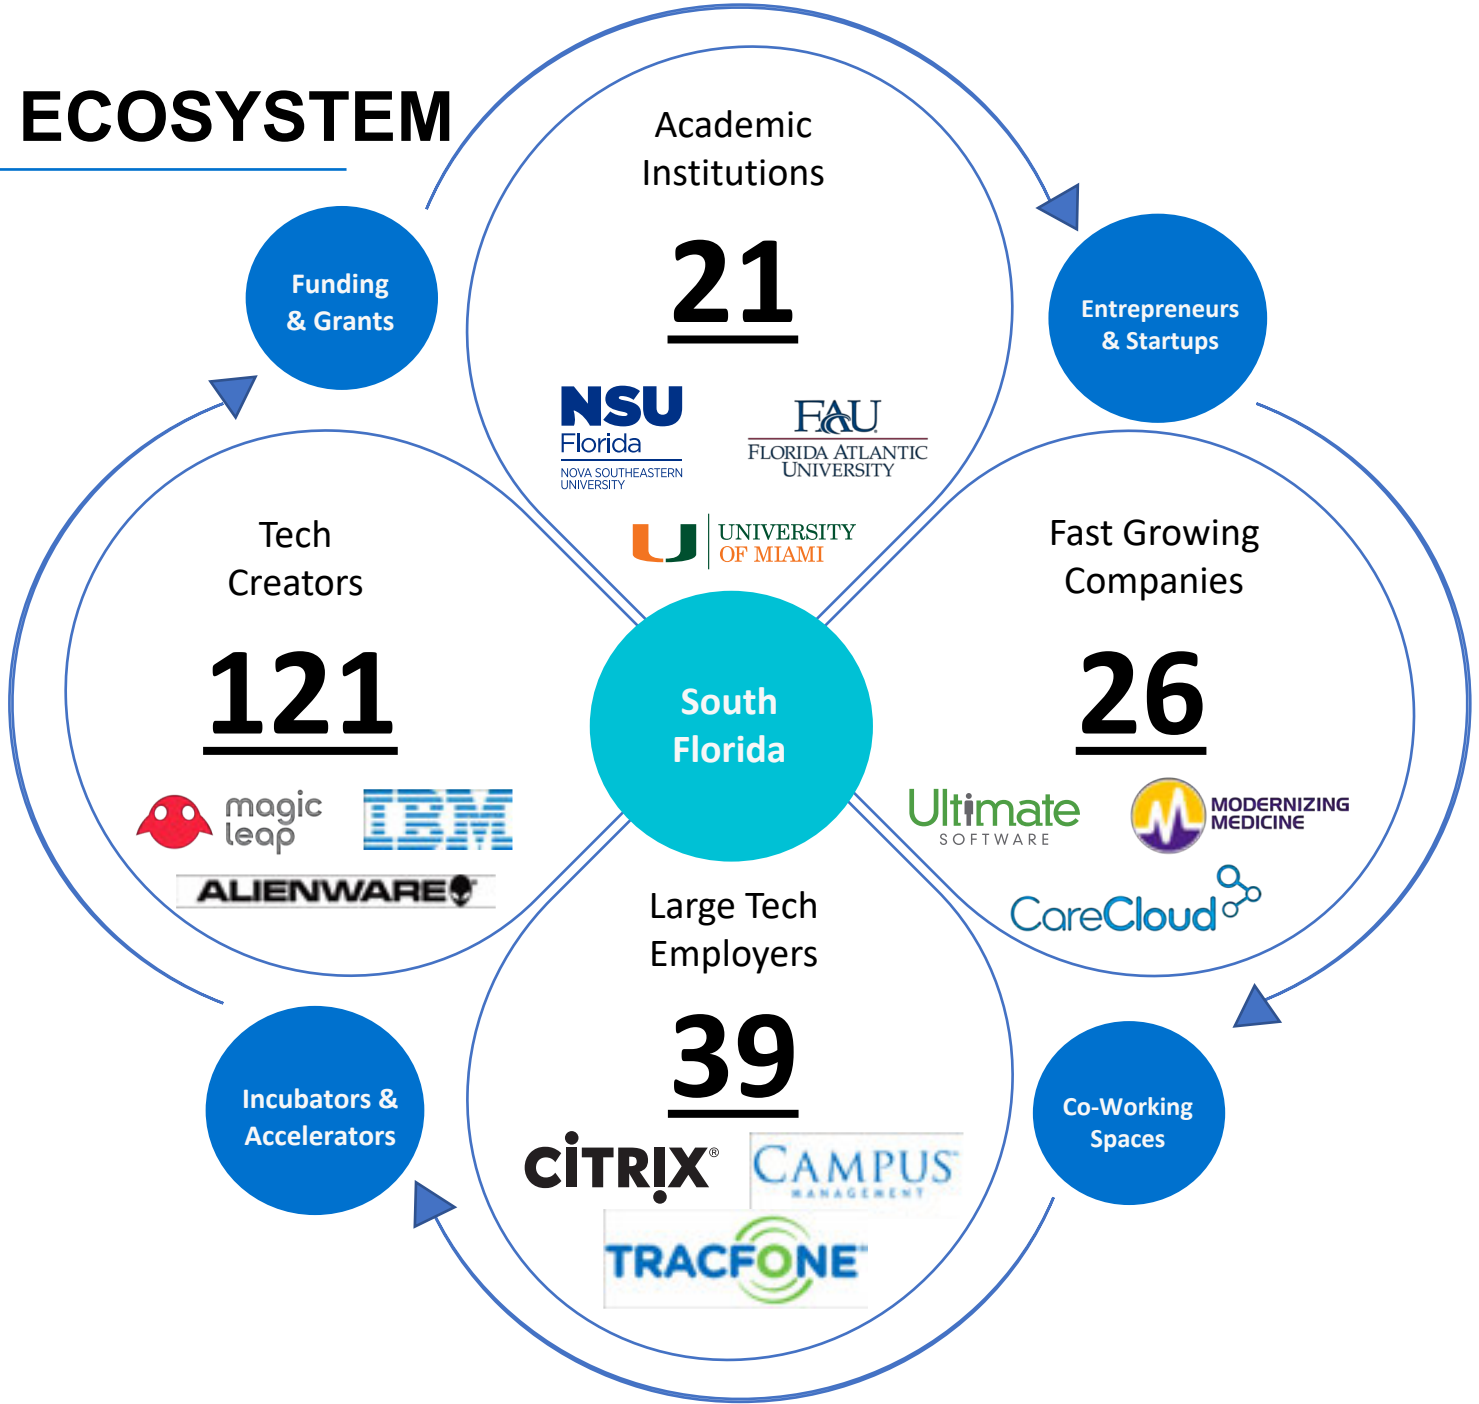 ECOSYSTEM
Academic
Institutions
21
NSU
Florida
NOVA SOUTHEASTERN
UNIVERSITY
FAU
FLORIDA ATLANTIC
UNIVERSITY
U
UNIVERSITY
OF MIAMI
Funding
& Grants
Entrepreneurs
& Startups
Tech
Creators
121
magic
leap
IBM
ALIENWARE
South
Florida
Fast Growing
Companies
26
Ultimate
SOFTWARE
MODERNIZING
MEDICINE
CareCloud
Large Tech
Employers
39
CITRIX®
CAMPUS™
MANAGEMENT
TRACFONE
Incubators &
Accelerators
Co-Working
Spaces